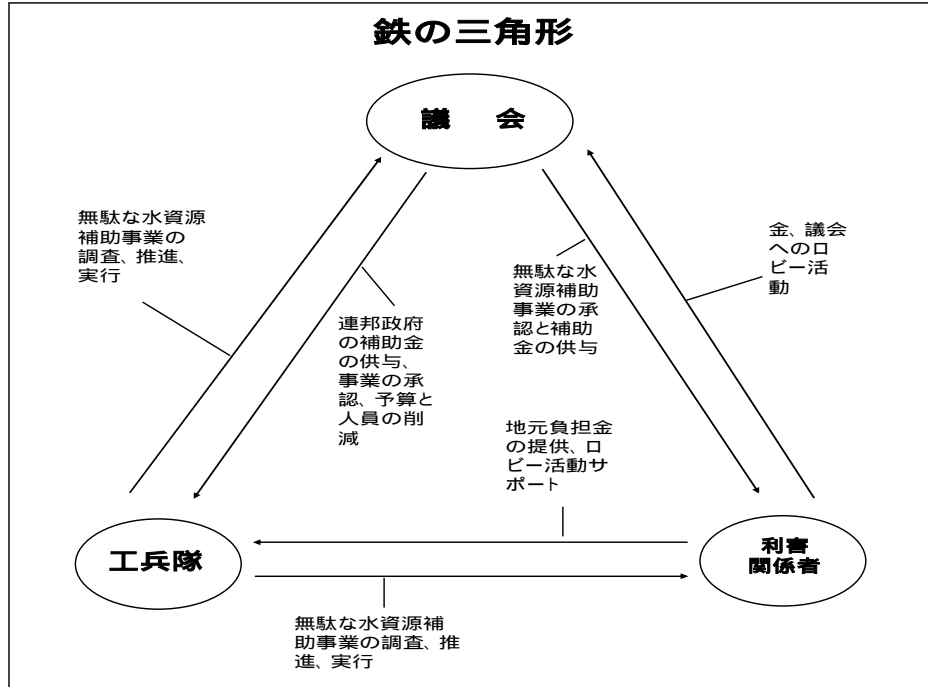 鉄の三角形
議　会
無駄な水資源
補助事業の
調査、推進、
実行
金、議会
へのロ
ビー活
動
無駄な水
資源補助
事業の承
認と補助
金の供与
連邦政府
の補助金
の供与、
事業の承
認、予算と
人員の削
減
地元負担金
の提供、ロ
ビー活動サ
ポート
工兵隊
利害
関係者
無駄な水資源補
助事業の調査、推
進、実行